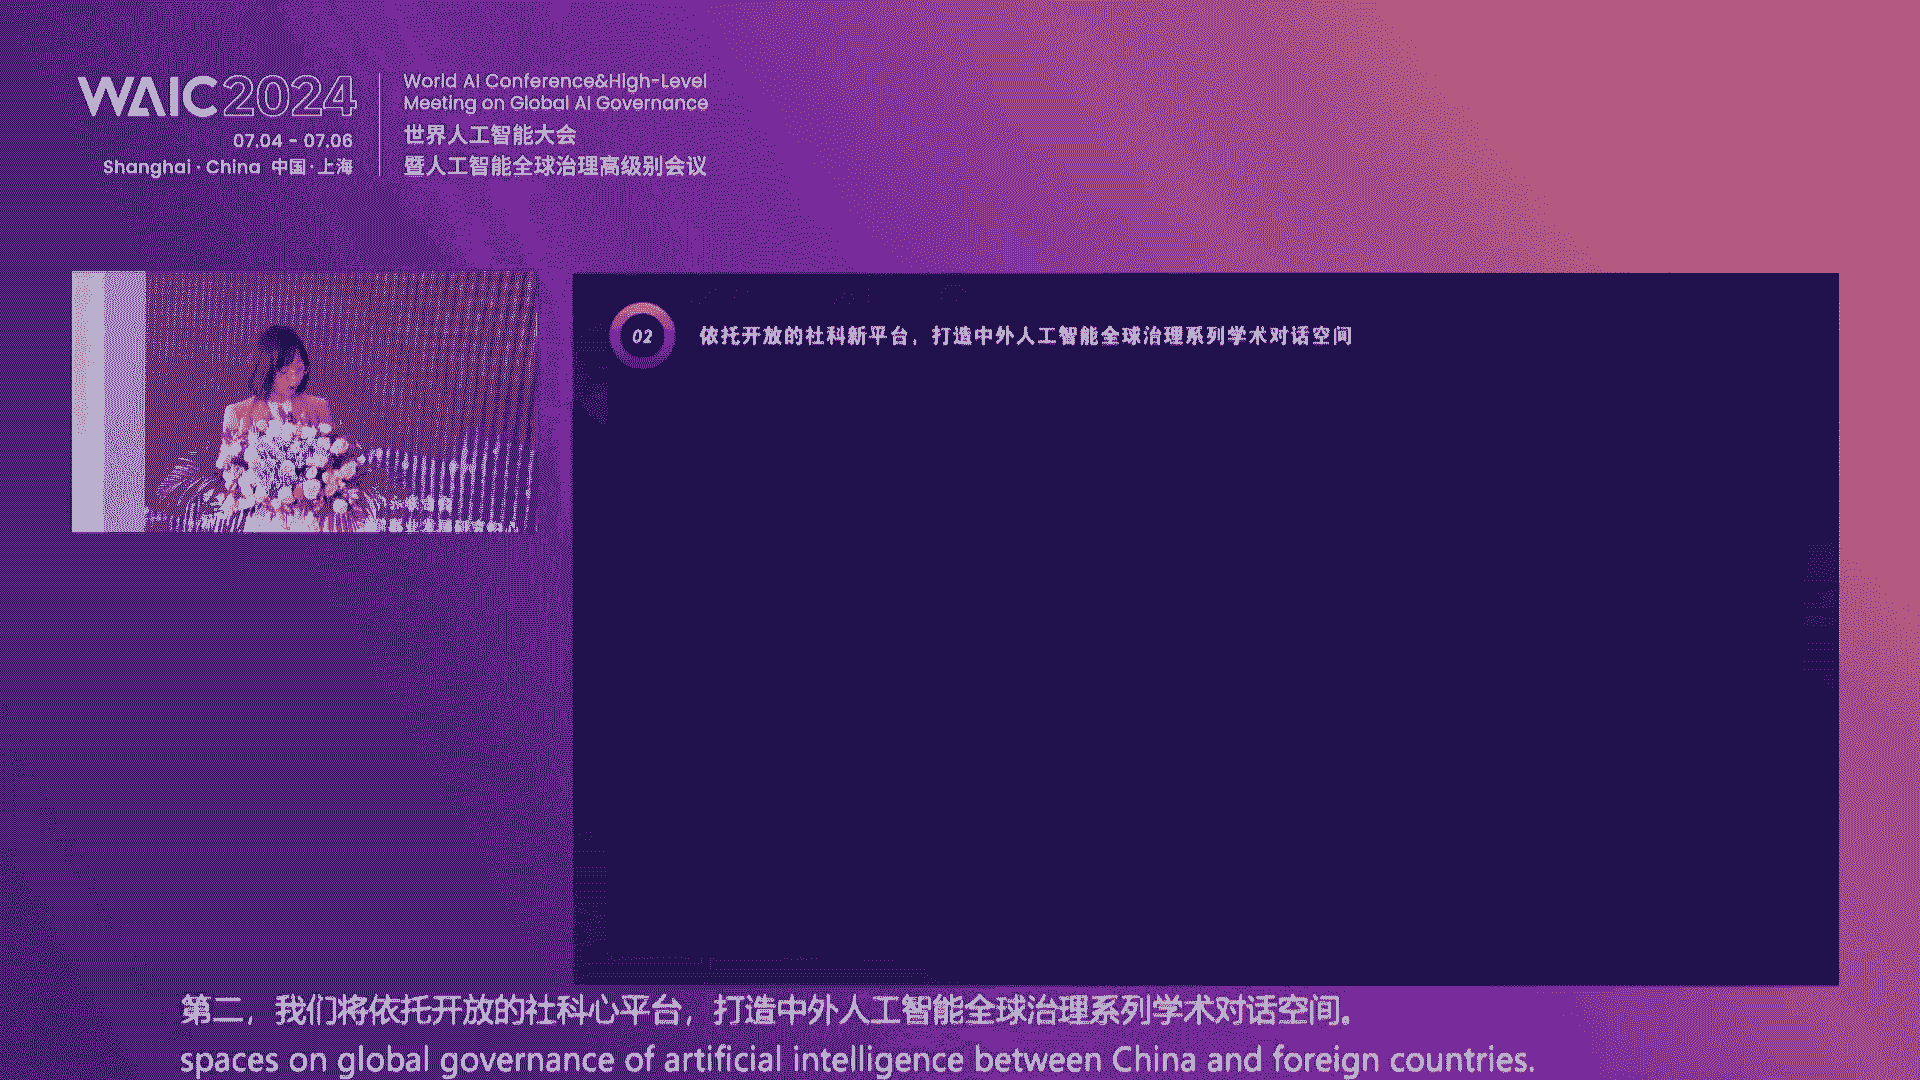 WAIC 2024
07.04 - 07.06
Shanghai · China 中国·上海
World AI Conference&High-Level
Meeting on Global AI Governance
世界人工智能大会
暨人工智能全球治理高级别会议
02
依托开放的社科新平台，打造中外人工智能全球治理系列学术对话空间
第二，我们将依托开放的社科心平台，打造中外人工智能全球治理系列学术对话空间。
spaces on global governance of artificial intelligence between China and foreign countries.